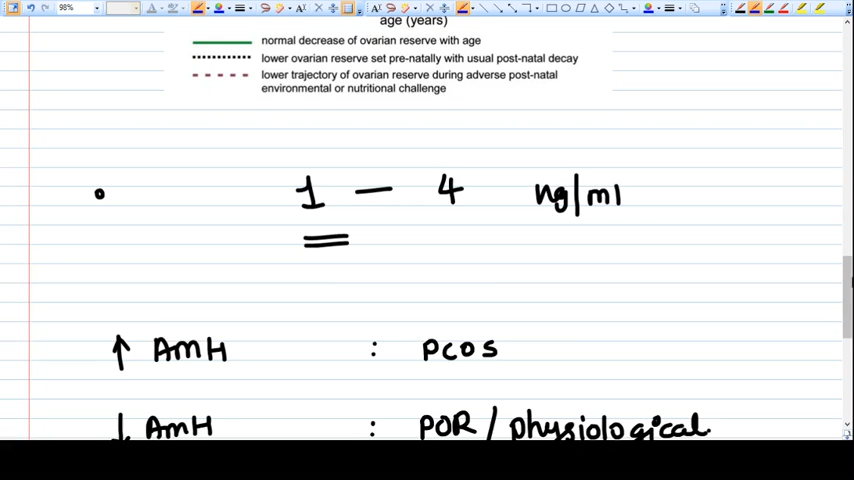 98%
age (years)
normal decrease of ovarian reserve with age
lower ovarian reserve set pre-natally with usual post-natal decay
lower trajectory of ovarian reserve during adverse post-natal
environmental or nutritional challenge
1 — 4 ng/ml
↑ AMH : PCOS
↓ AMH : POR / physiological